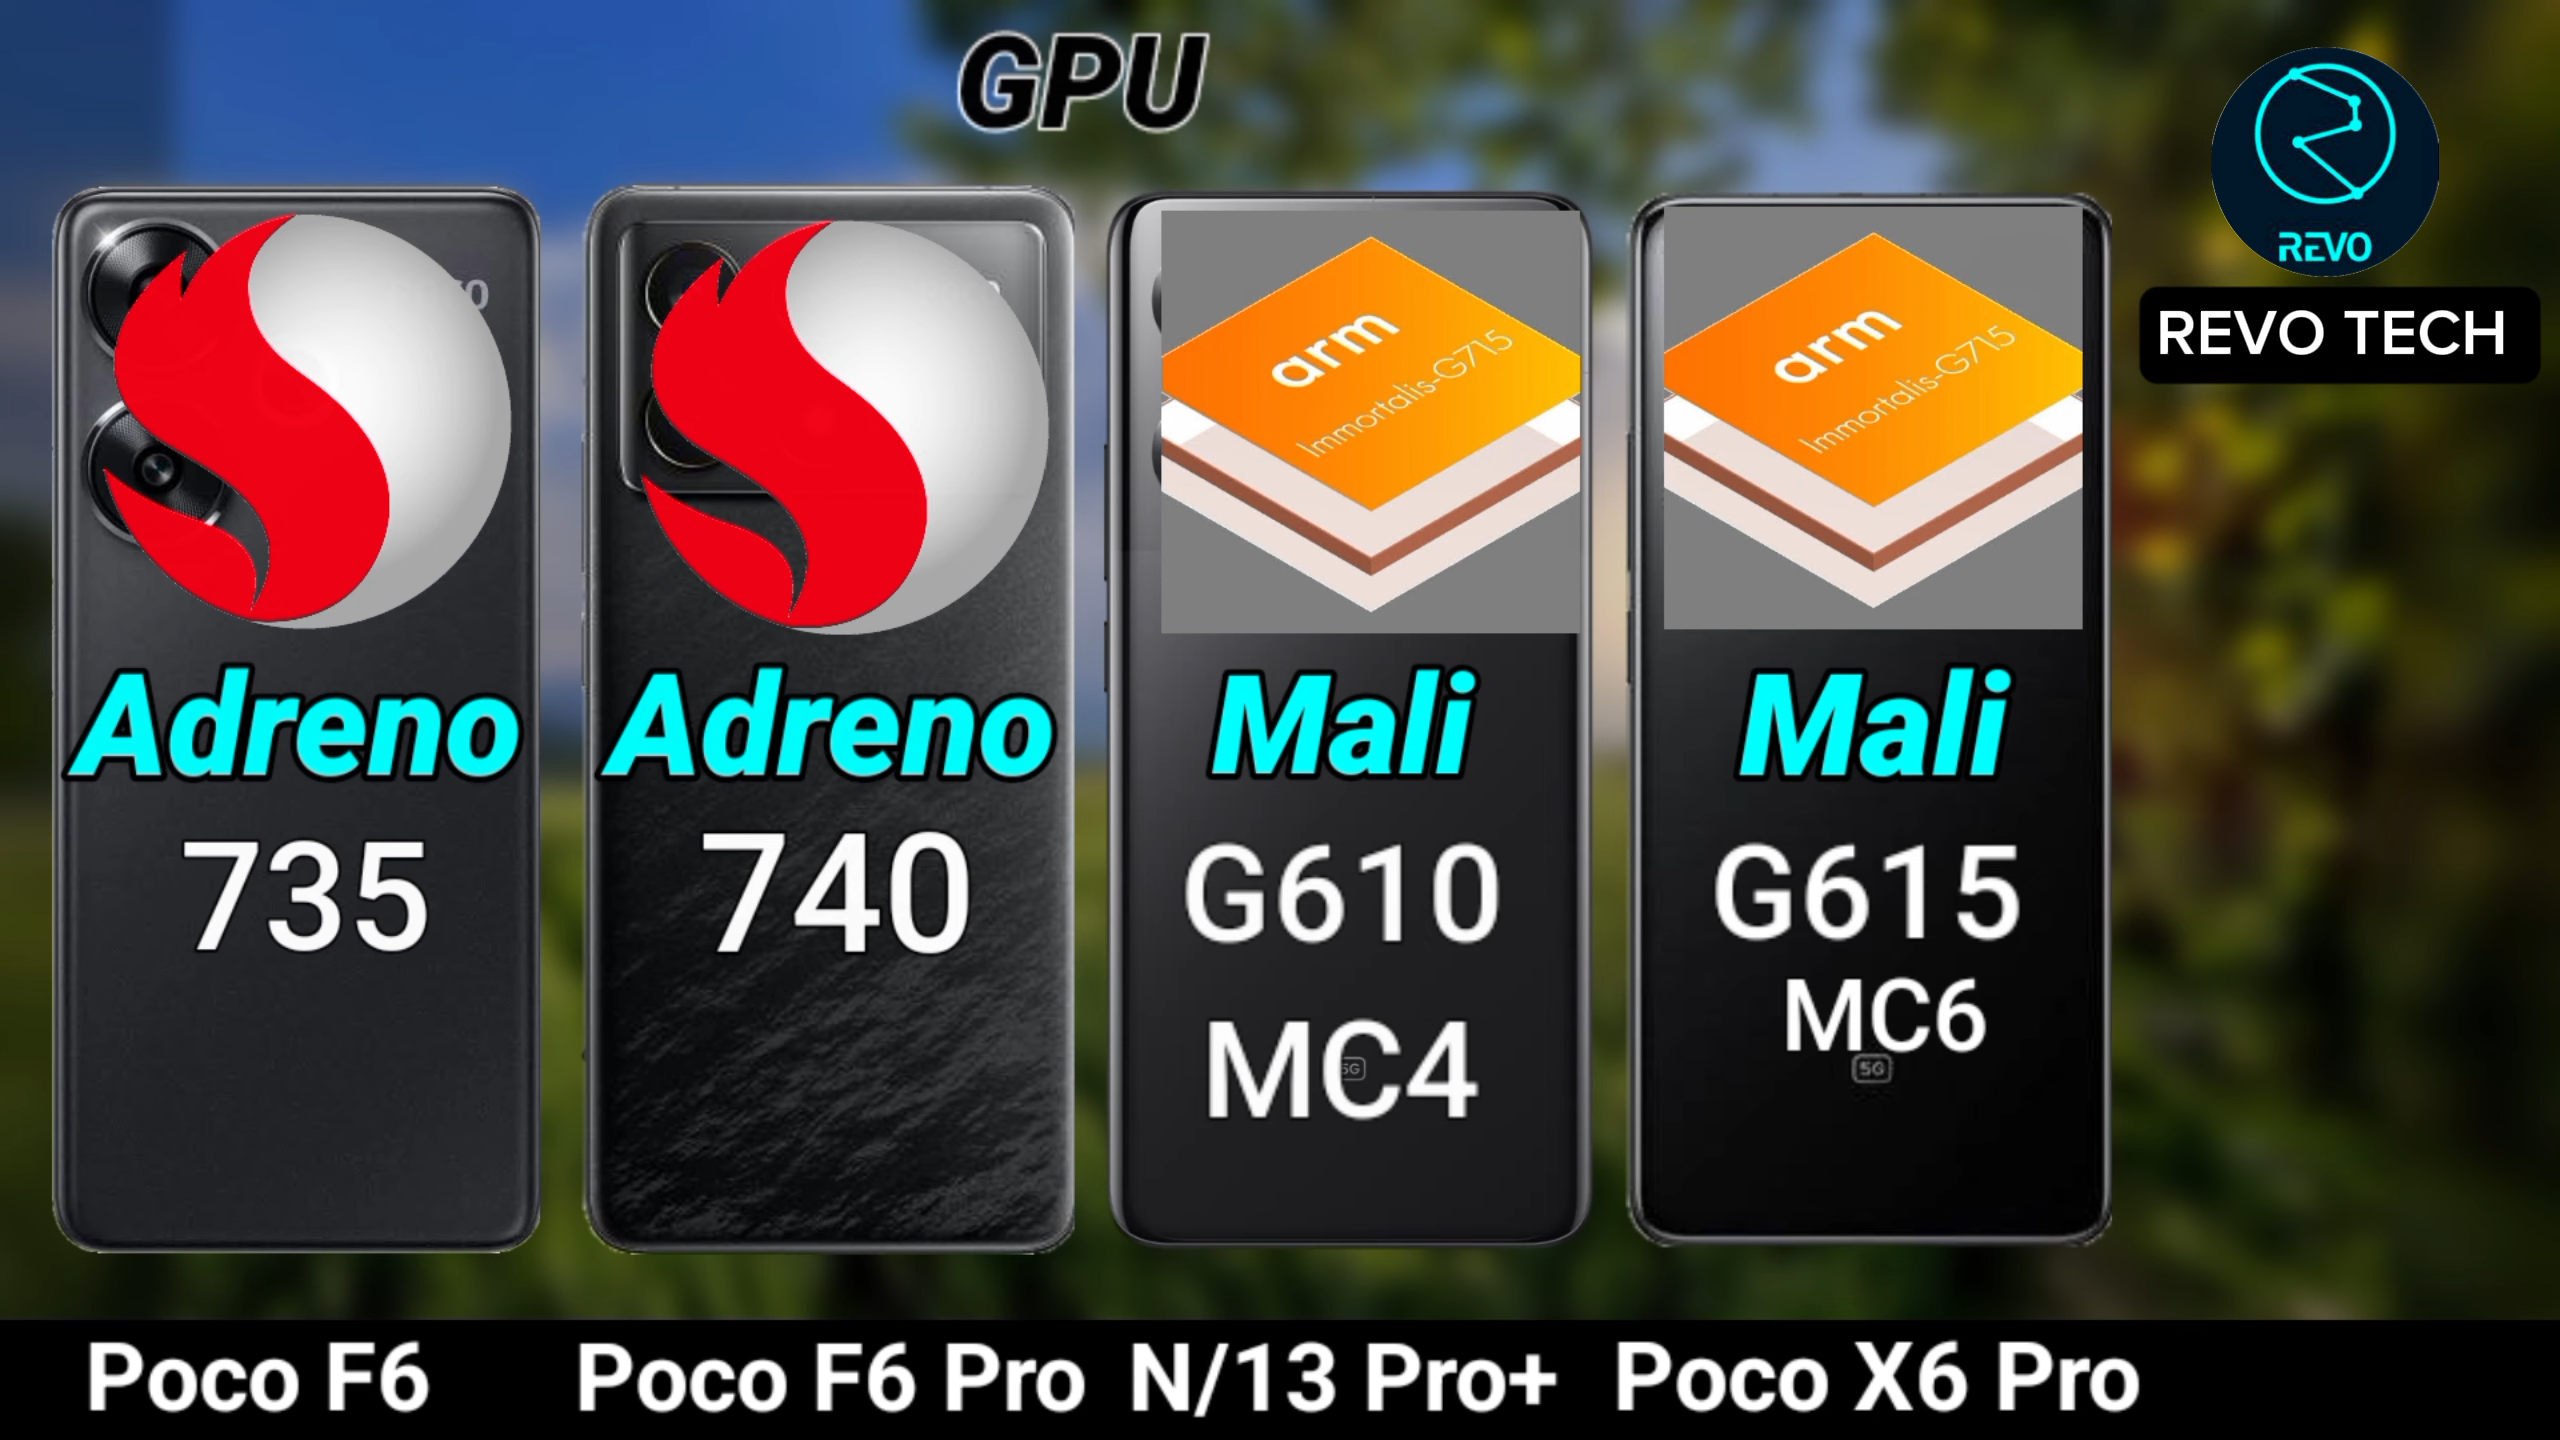 GPU
REVO
REVO TECH
arm
Immortalis-G715
arm
Immortalis-G715
Adreno
735
Adreno
740
Mali
G610
MC4
5G
Mali
G615
MC6
5G
Poco F6
Poco F6 Pro
N/13 Pro+
Poco X6 Pro